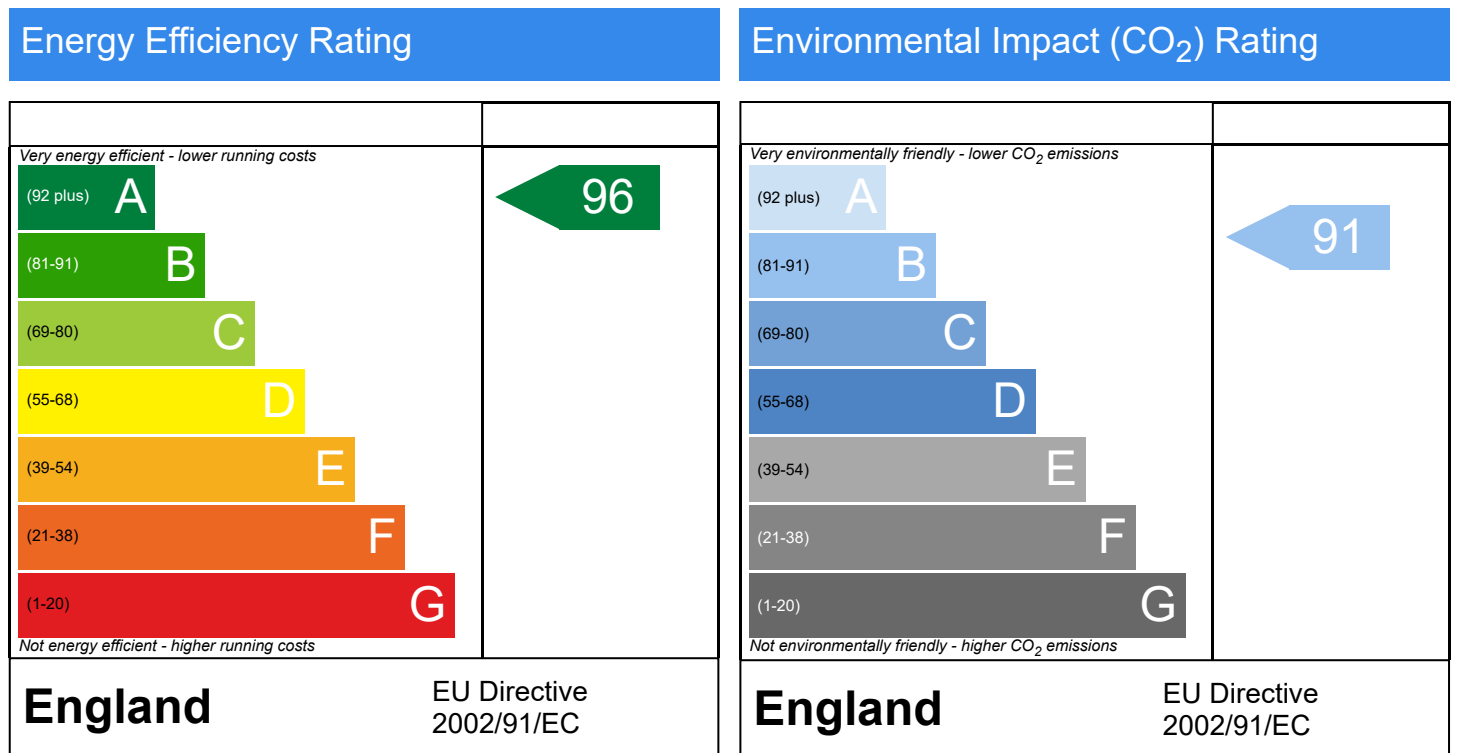 Energy Efficiency Rating
Very energy efficient - lower running costs
(92 plus) A
96
(81-91) B
(69-80) C
(55-68) D
(39-54) E
(21-38) F
(1-20) G
Not energy efficient - higher running costs
England
EU Directive
2002/91/EC
Environmental Impact (CO₂) Rating
Very environmentally friendly - lower CO₂ emissions
(92 plus) A
(81-91) B
91
(69-80) C
(55-68) D
(39-54) E
(21-38) F
(1-20) G
Not environmentally friendly - higher CO₂ emissions
England
EU Directive
2002/91/EC